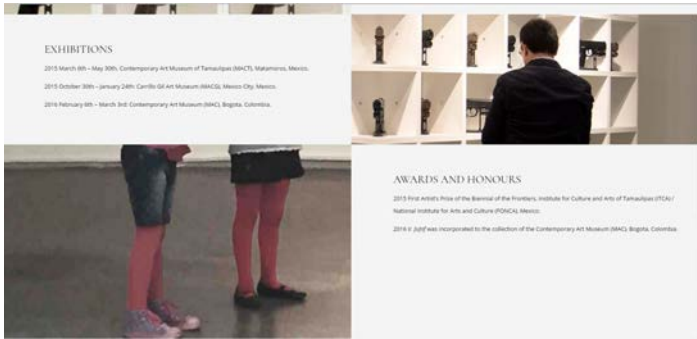 EXHIBITIONS
2015 March 6th – May 30th: Contemporary Art Museum of Tamaulipas (MACT), Matamoros, Mexico.
2015 October 30th – January 24th: Carrillo Gil Art Museum (MACG), Mexico City, Mexico.
2016 February 6th – March 3rd: Contemporary Art Museum (MAC), Bogota, Colombia.
AWARDS AND HONOURS
2015 First Artist's Prize of the Biennial of the Frontiers, Institute for Culture and Arts of Tamaulipas (ITCA) /
National Institute for Arts and Culture (FONCA), Mexico.
2016 was incorporated to the collection of the Contemporary Art Museum (MAC), Bogota, Colombia.